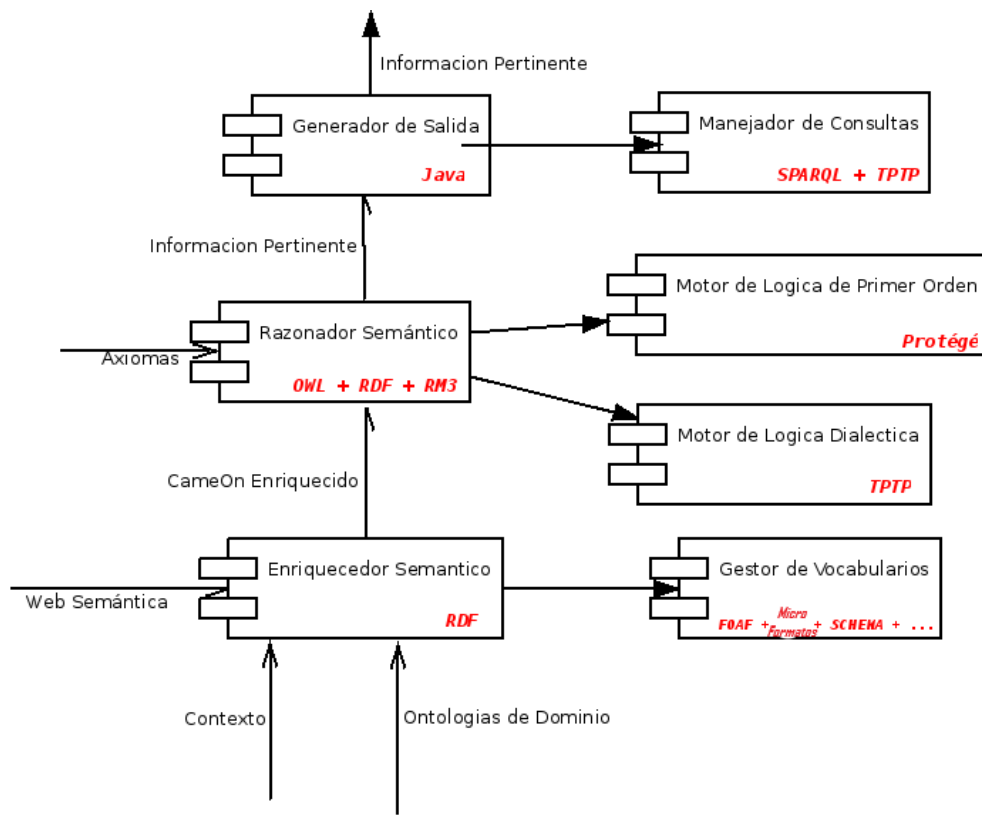 Informacion Pertinente
Generador de Salida
Java
Manejador de Consultas
SPARQL + TPTP
Informacion Pertinente
Motor de Logica de Primer Orden
Protégé
Razonador Semántico
OWL + RDF + RM3
Axiomas
Motor de Logica Dialectica
TPTP
CameOn Enriquecido
Enriquecedor Semantico
RDF
Web Semántica
Gestor de Vocabularios
FOAF + Micro Formatos + SCHEMA + ...
Contexto
Ontologias de Dominio